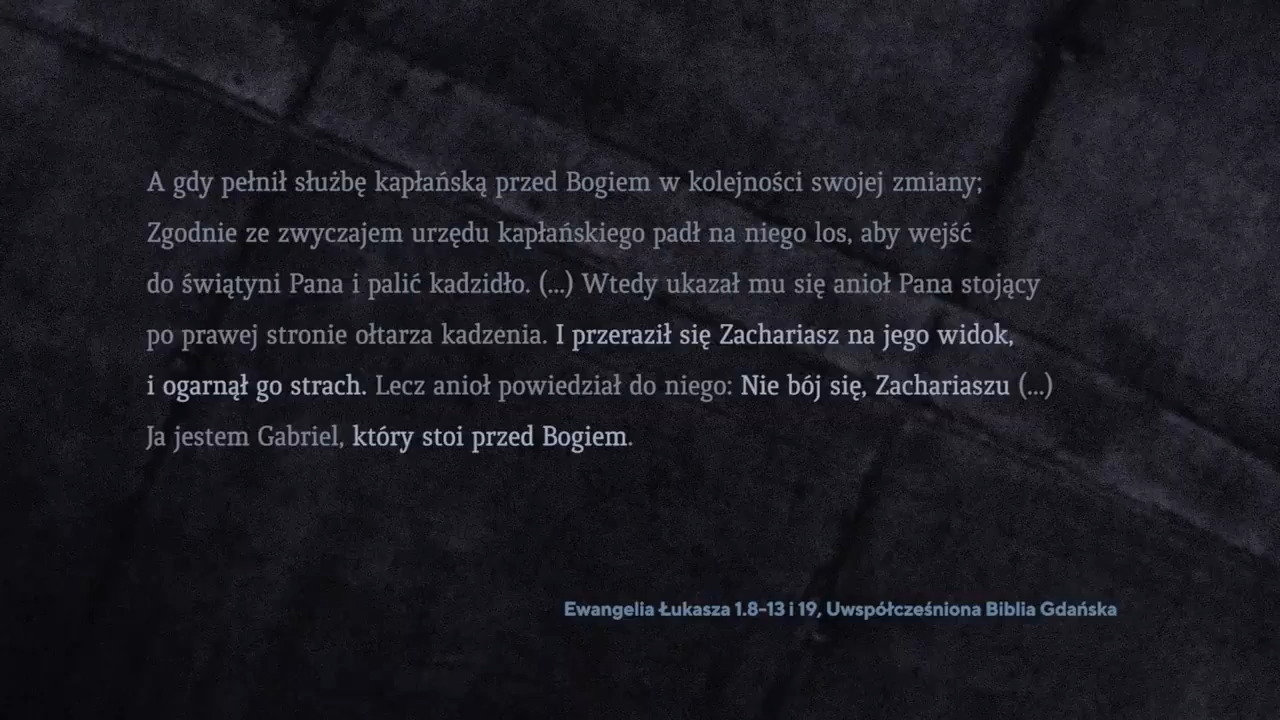 A gdy pełnił służbę kapłańską przed Bogiem w kolejności swojej zmiany;
Zgodnie ze zwyczajem urzędu kapłańskiego padł na niego los, aby wejść
do świątyni Pana i palić kadzidło. (...) Wtedy ukazał mu się anioł Pana stojący
po prawej stronie ołtarza kadzenia. I przeraził się Zachariasz na jego widok,
i ogarnął go strach. Lecz anioł powiedział do niego: Nie bój się, Zachariaszu (...)
Ja jestem Gabriel, który stoi przed Bogiem.
Ewangelia Łukasza 1.8-13 i 19, Uwspółcześniona Biblia Gdańska